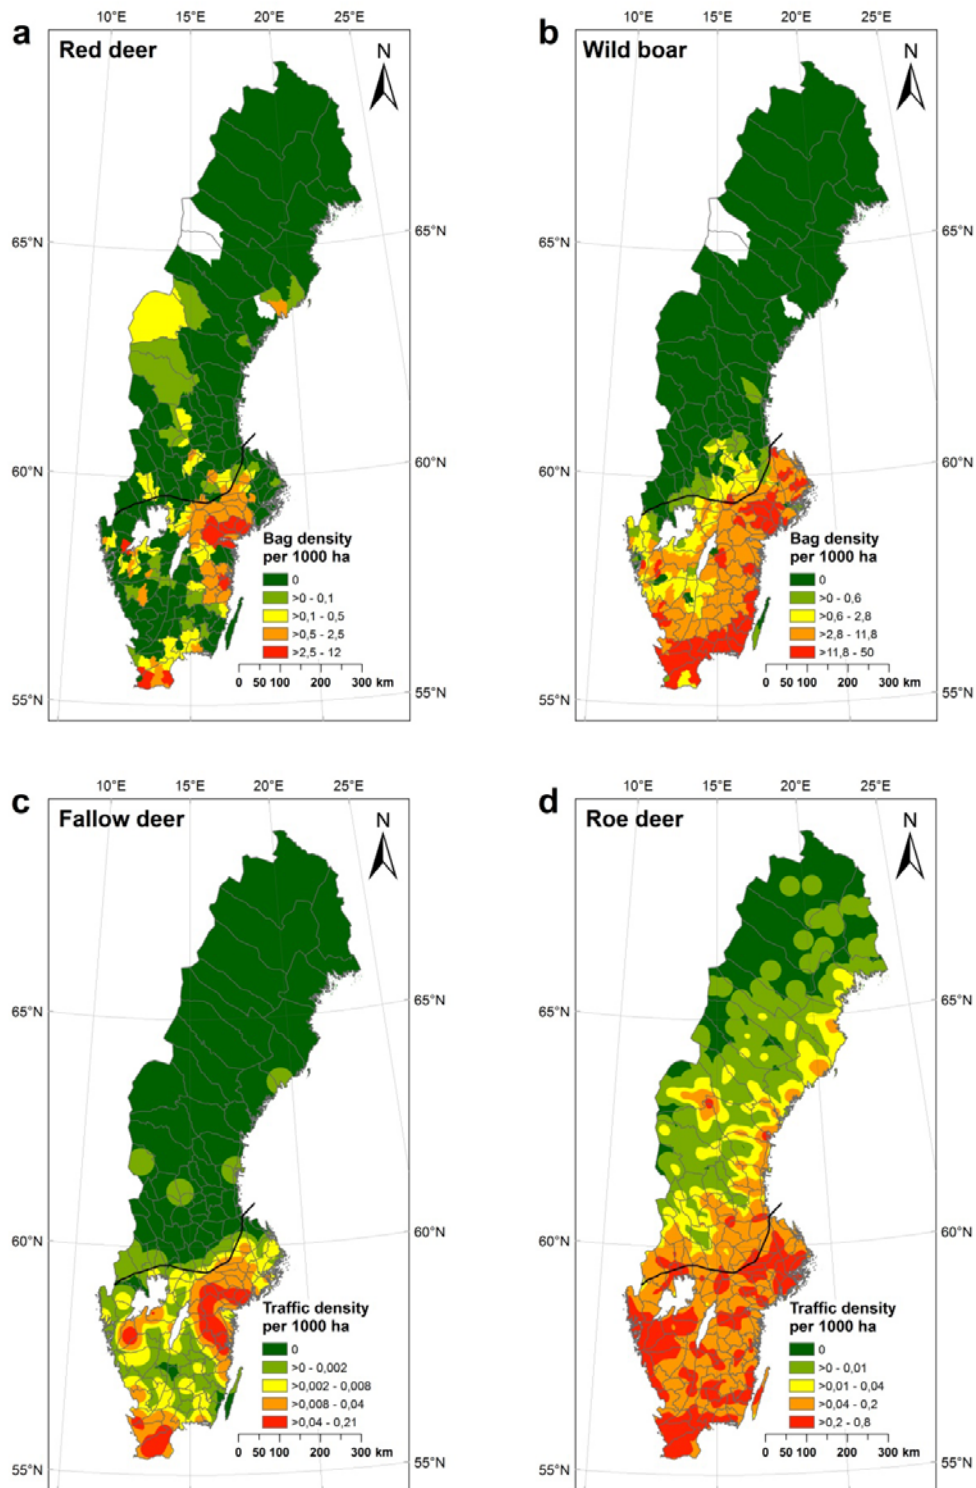 10°E 15°E 20°E 25°E
a Red deer
N
65°N 65°N
60°N 60°N
Bag density
per 1000 ha
0
>0 - 0,1
>0,1 - 0,5
>0,5 - 2,5
>2,5 - 12
0 50 100 200 300 km
55°N 55°N
10°E 15°E 20°E 25°E
b Wild boar
N
65°N 65°N
60°N 60°N
Bag density
per 1000 ha
0
>0 - 0,6
>0,6 - 2,8
>2,8 - 11,8
>11,8 - 50
0 50 100 200 300 km
55°N 55°N
10°E 15°E 20°E 25°E
c Fallow deer
N
65°N 65°N
60°N 60°N
Traffic density
per 1000 ha
0
>0 - 0,002
>0,002 - 0,008
>0,008 - 0,04
>0,04 - 0,21
0 50 100 200 300 km
55°N 55°N
10°E 15°E 20°E 25°E
d Roe deer
N
65°N 65°N
60°N 60°N
Traffic density
per 1000 ha
0
>0 - 0,01
>0,01 - 0,04
>0,04 - 0,2
>0,2 - 0,8
0 50 100 200 300 km
55°N 55°N